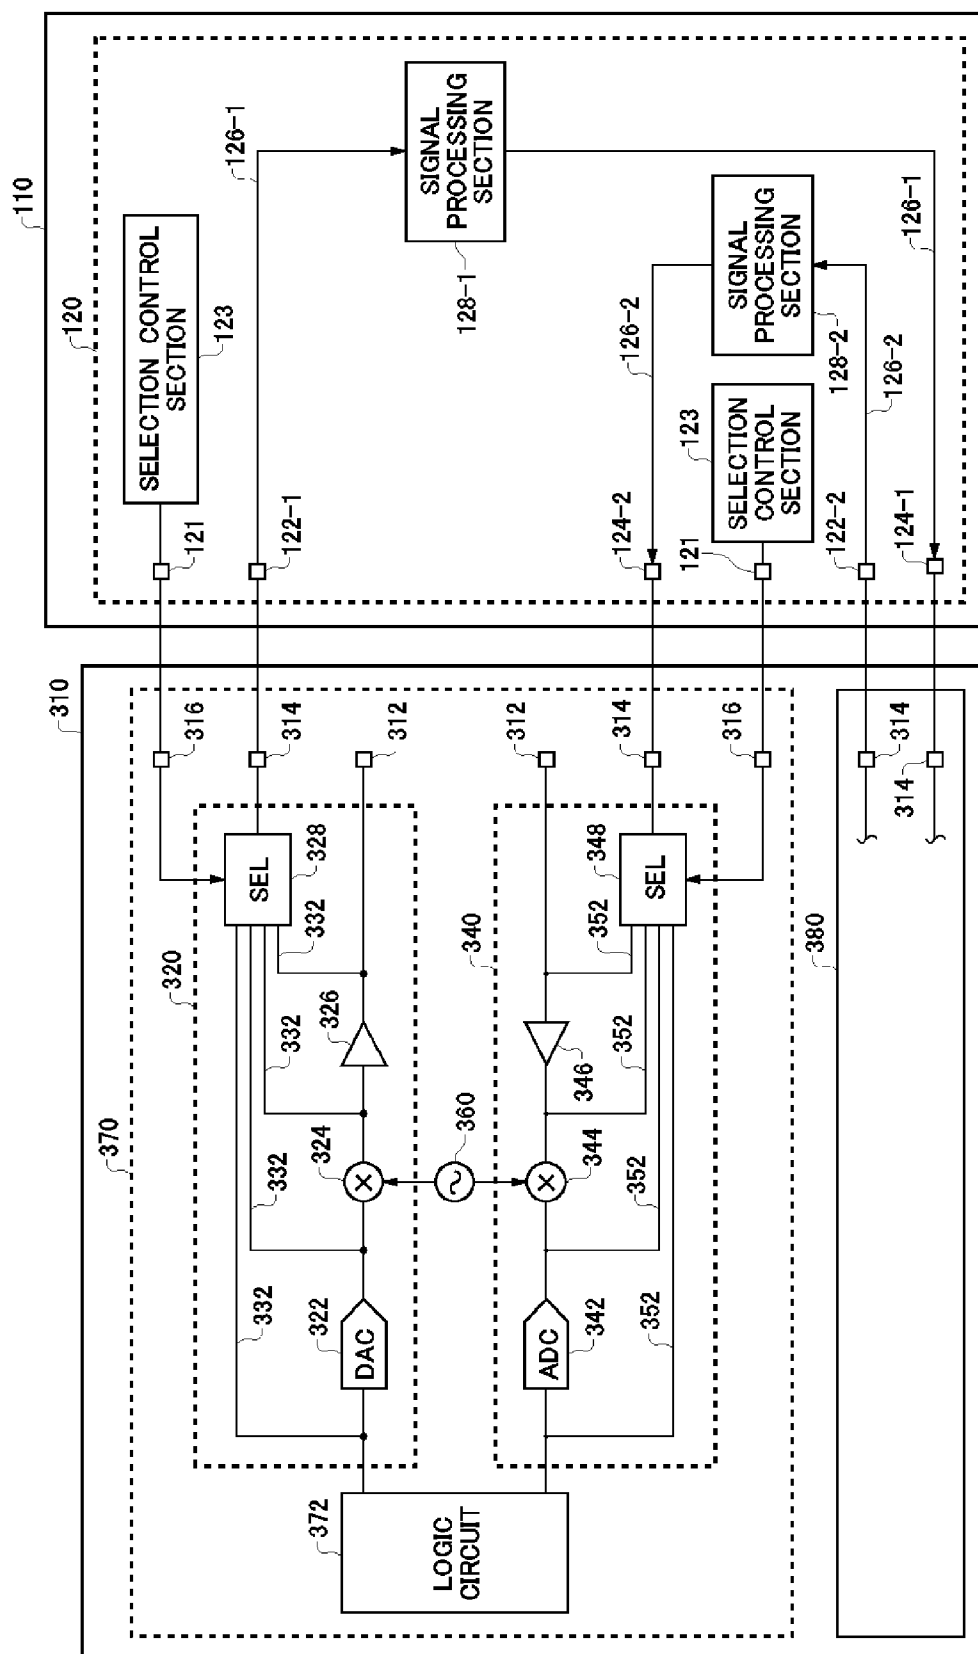 110
120
SELECTION CONTROL
SECTION
123
121
126-1
122-1
SIGNAL
PROCESSING
SECTION
128-1
126-2
124-2
SIGNAL
PROCESSING
SECTION
128-2
123
SELECTION
CONTROL
SECTION
121
126-2
122-2
126-1
124-1
310
370
316
314
312
312
314
316
314
314
320
SEL
328
332
332
332
332
326
324
322
DAC
360
340
SEL
348
352
352
352
352
346
344
342
ADC
372
LOGIC
CIRCUIT
380